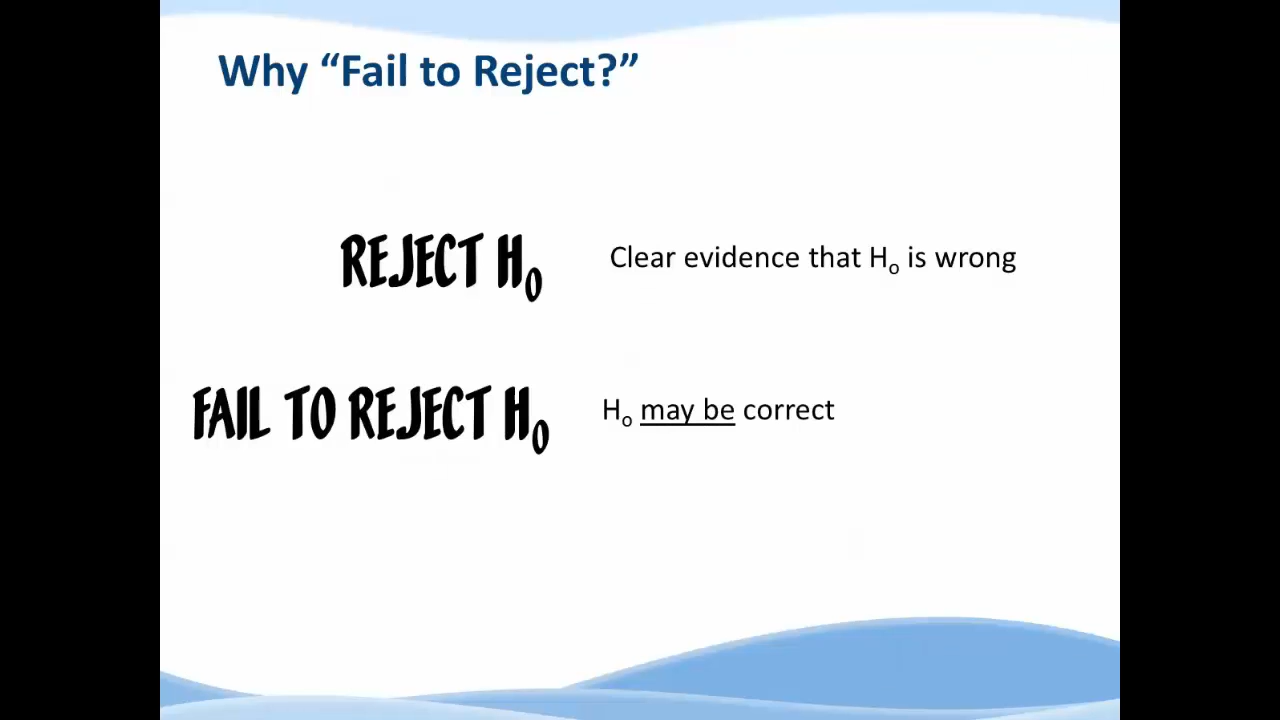 Why “Fail to Reject?”
REJECT H₀ Clear evidence that Hₒ is wrong
FAIL TO REJECT H₀ Hₒ may be correct